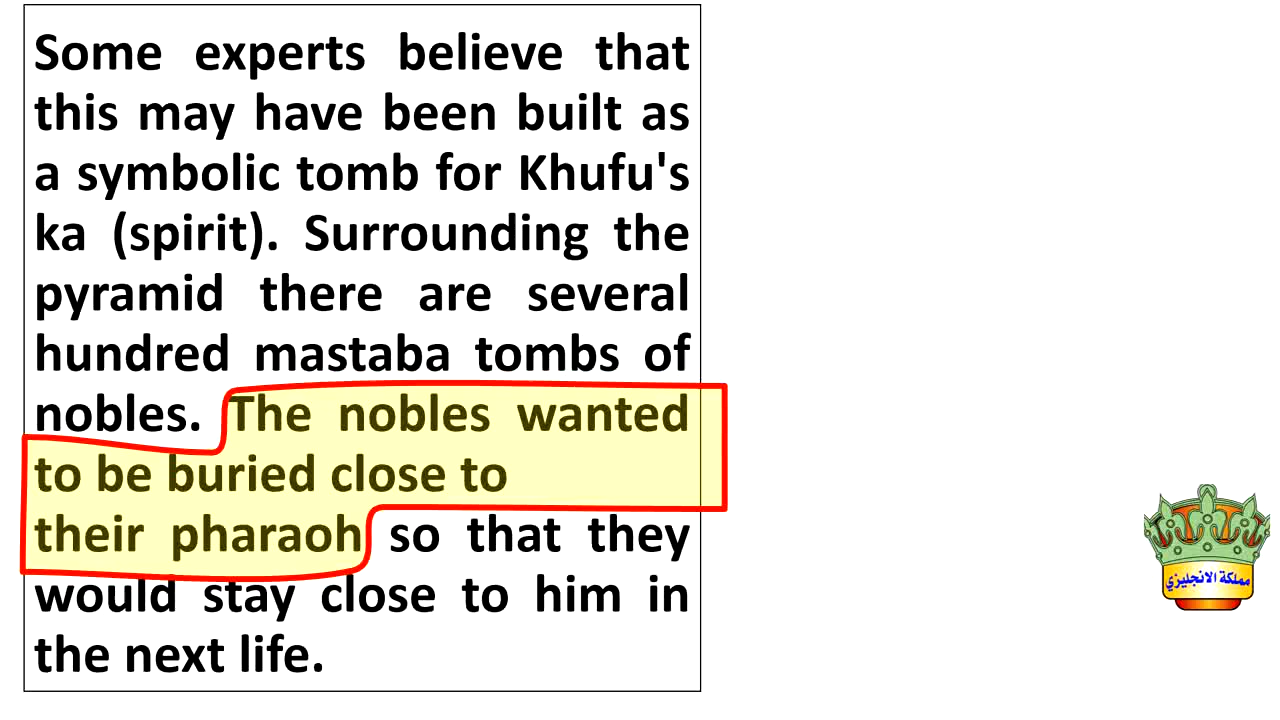 Some experts believe that
this may have been built as
a symbolic tomb for Khufu's
ka (spirit). Surrounding the
pyramid there are several
hundred mastaba tombs of
nobles. The nobles wanted
to be buried close to
their pharaoh so that they
would stay close to him in
the next life.
مملكة الانجليزي